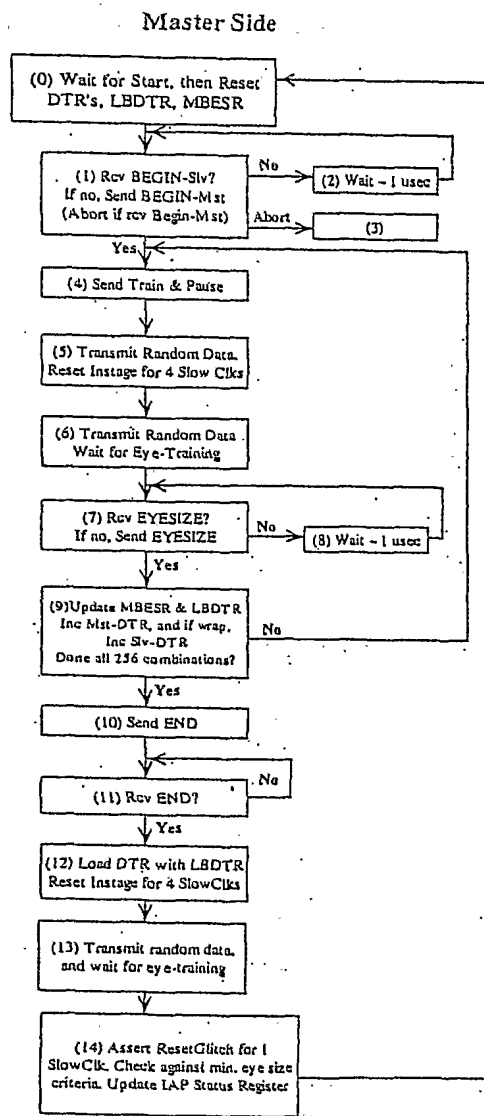 Master Side
(0) Wait for Start, then Reset
DTR's, LBDTR, MBESR
(1) Rcv BEGIN-Slv?
If no, Send BEGIN-Mst
(Abort if rcv Begin-Mst)
No
(2) Wait ~ 1 usec
Abort
(3)
Yes
(4) Send Train & Pause
(5) Transmit Random Data,
Reset Instage for 4 Slow Clks
(6) Transmit Random Data
Wait for Eye-Training
(7) Rcv EYESIZE?
If no, Send EYESIZE
No
(8) Wait ~ 1 usec
Yes
(9)Update MBESR & LBDTR
Inc Mst-DTR, and if wrap,
Inc Slv-DTR
Done all 256 combinations?
No
Yes
(10) Send END
No
(11) Rcv END?
Yes
(12) Load DTR with LBDTR
Reset Instage for 4 SlowClks
(13) Transmit random data,
and wait for eye-training
(14) Assert ResetGlitch for 1
SlowClk. Check against min. eye size
criteria. Update IAP Status Register